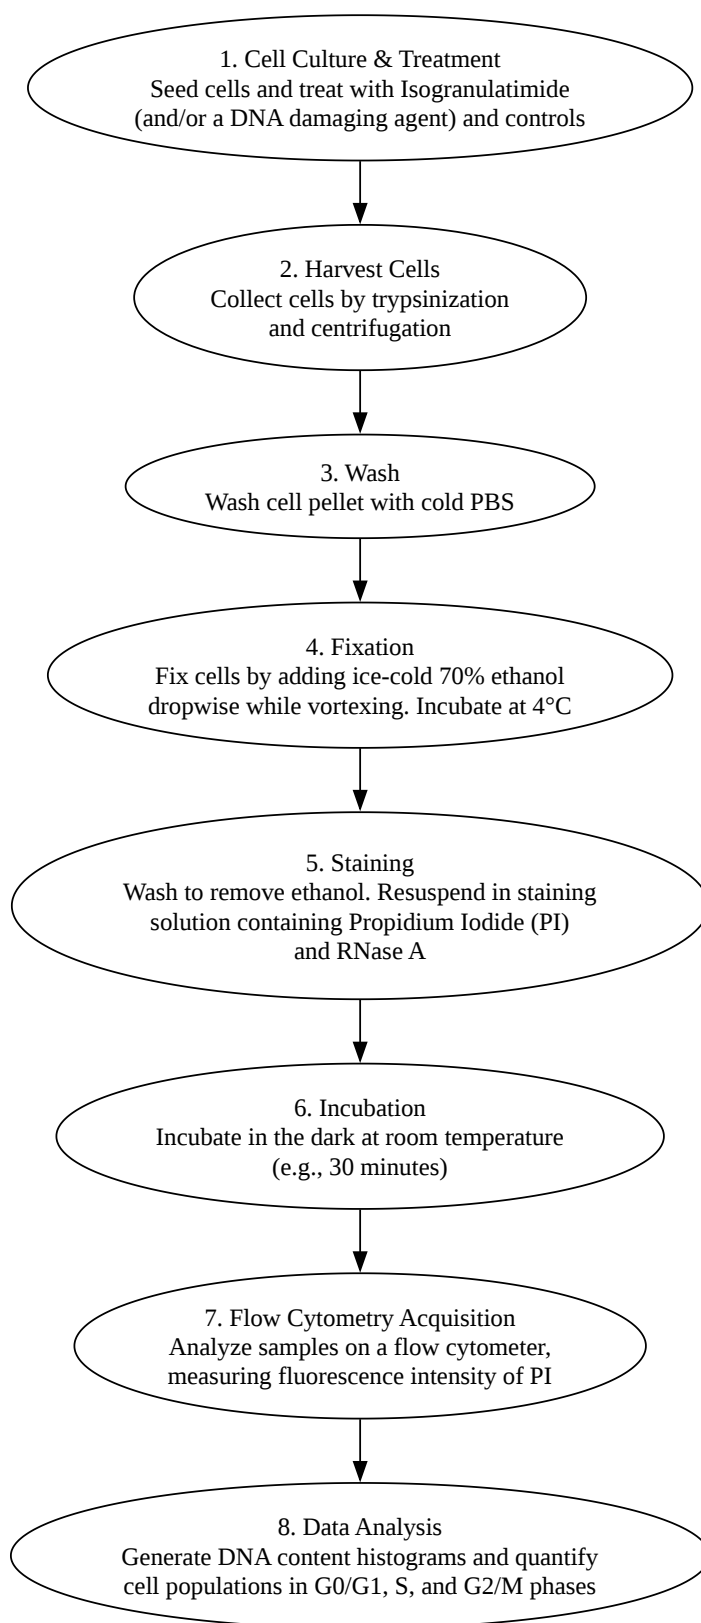 1. Cell Culture & Treatment
Seed cells and treat with Isogranulatimide
(and/or a DNA damaging agent) and controls
2. Harvest Cells
Collect cells by trypsinization
and centrifugation
3. Wash
Wash cell pellet with cold PBS
4. Fixation
Fix cells by adding ice-cold 70% ethanol
dropwise while vortexing. Incubate at 4°C
5. Staining
Wash to remove ethanol. Resuspend in staining
solution containing Propidium Iodide (PI)
and RNase A
6. Incubation
Incubate in the dark at room temperature
(e.g., 30 minutes)
7. Flow Cytometry Acquisition
Analyze samples on a flow cytometer,
measuring fluorescence intensity of PI
8. Data Analysis
Generate DNA content histograms and quantify
cell populations in G0/G1, S, and G2/M phases